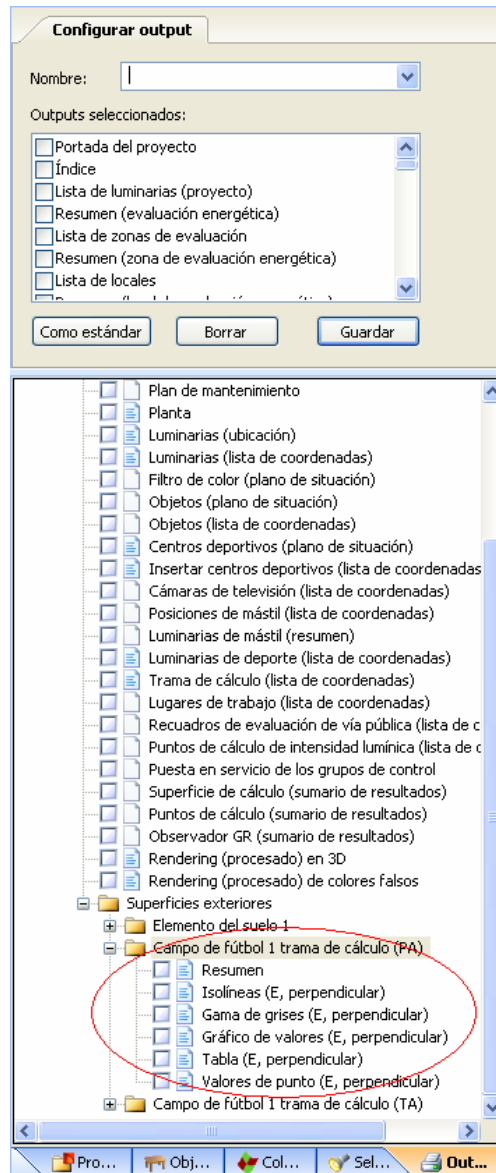 Configurar output
Nombre:
Outputs seleccionados:
Portada del proyecto
Índice
Lista de luminarias (proyecto)
Resumen (evaluación energética)
Lista de zonas de evaluación
Resumen (zona de evaluación energética)
Lista de locales
Como estándar Borrar Guardar
Plan de mantenimiento
Planta
Luminarias (ubicación)
Luminarias (lista de coordenadas)
Filtro de color (plano de situación)
Objetos (plano de situación)
Objetos (lista de coordenadas)
Centros deportivos (plano de situación)
Insertar centros deportivos (lista de coordenadas
Cámaras de televisión (lista de coordenadas)
Posiciones de mástil (lista de coordenadas)
Luminarias de mástil (resumen)
Luminarias de deporte (lista de coordenadas)
Trama de cálculo (lista de coordenadas)
Lugares de trabajo (lista de coordenadas)
Recuadros de evaluación de vía pública (lista de c
Puntos de cálculo de intensidad lumínica (lista de c
Puesta en servicio de los grupos de control
Superficie de cálculo (sumario de resultados)
Puntos de cálculo (sumario de resultados)
Observador GR (sumario de resultados)
Rendering (procesado) en 3D
Rendering (procesado) de colores falsos
Superficies exteriores
Elemento del suelo 1
Campo de fútbol 1 trama de cálculo (PA)
Resumen
Isolíneas (E, perpendicular)
Gama de grises (E, perpendicular)
Gráfico de valores (E, perpendicular)
Tabla (E, perpendicular)
Valores de punto (E, perpendicular)
Campo de fútbol 1 trama de cálculo (TA)
Pro... Obj... Col... Sel... Out...